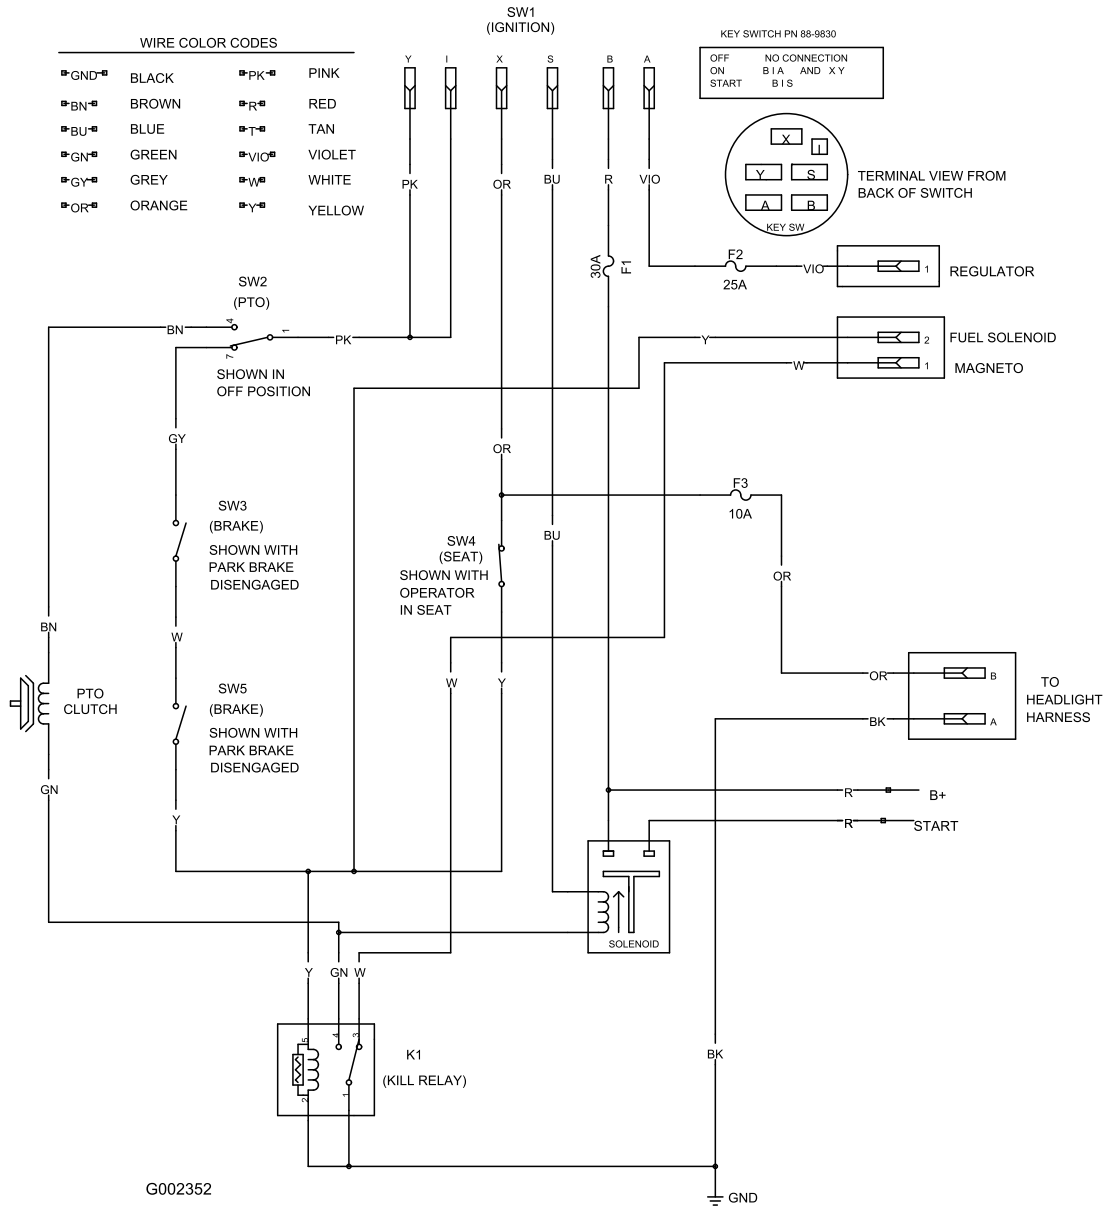 SW1
(IGNITION)
WIRE COLOR CODES
GND BLACK
BN BROWN
BU BLUE
GN GREEN
GY GREY
OR ORANGE
PK PINK
R RED
T TAN
VIO VIOLET
W WHITE
Y YELLOW
Y I X S B A
KEY SWITCH PN 88-9830
OFF NO CONNECTION
ON B I A AND X Y
START B I S
X
I
Y S
A B
KEY SW
TERMINAL VIEW FROM
BACK OF SWITCH
PK OR BU R VIO
30A
F1
F2
25A
VIO
1
REGULATOR
SW2
(PTO)
BN
4
1
7
PK
SHOWN IN
OFF POSITION
Y
2
FUEL SOLENOID
W
1
MAGNETO
GY
OR
F3
10A
SW3
(BRAKE)
SHOWN WITH
PARK BRAKE
DISENGAGED
BU
SW4
(SEAT)
SHOWN WITH
OPERATOR
IN SEAT
OR
BN
W
W
Y
PTO
CLUTCH
SW5
(BRAKE)
SHOWN WITH
PARK BRAKE
DISENGAGED
OR
B
BK
A
TO
HEADLIGHT
HARNESS
GN
Y
R
B+
R
START
SOLENOID
Y GN W
5
4
3
2
1
K1
(KILL RELAY)
BK
G002352
GND